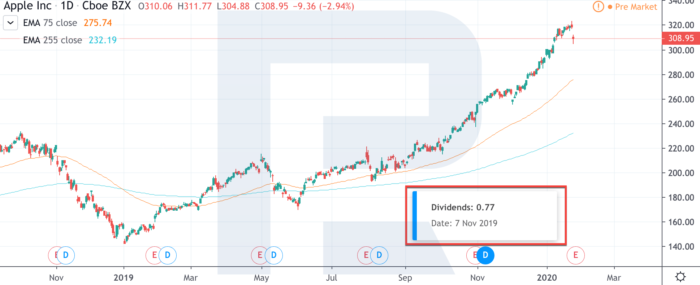 Apple Inc • 1D • Cboe BZX O310.06 H311.77 L304.88 C308.95 -9.36 (-2.94%)
Pre Market
EMA 75 close 275.74
EMA 255 close 232.19
340.00
320.00
308.95
300.00
280.00
260.00
240.00
220.00
200.00
180.00
160.00
140.00
Dividends: 0.77
Date: 7 Nov 2019
E D E D E D E D E D E
Nov 2019 Mar May Jul Sep Nov 2020 Mar